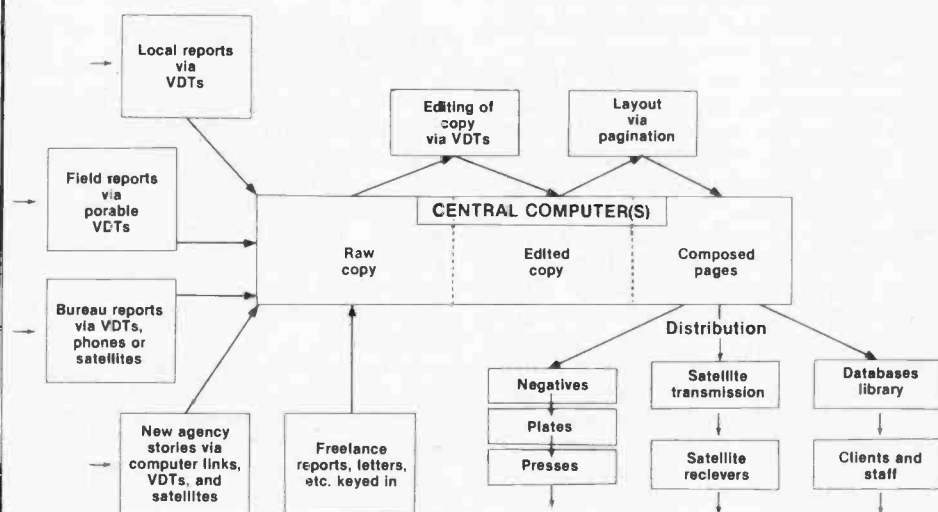 Local reports
via
VDTs
Editing of
copy
via VDTs
Layout
via
pagination
Field reports
via
porable
VDTs
CENTRAL COMPUTER(S)
Raw
copy
Edited
copy
Composed
pages
Bureau reports
via VDTs,
phones or
satellites
Distribution
New agency
stories via
computer links,
VDTs, and
satellites
Freelance
reports, letters,
etc. keyed in
Negatives
Plates
Presses
Satellite
transmission
Satellite
recievers
Databases
library
Clients and
staff